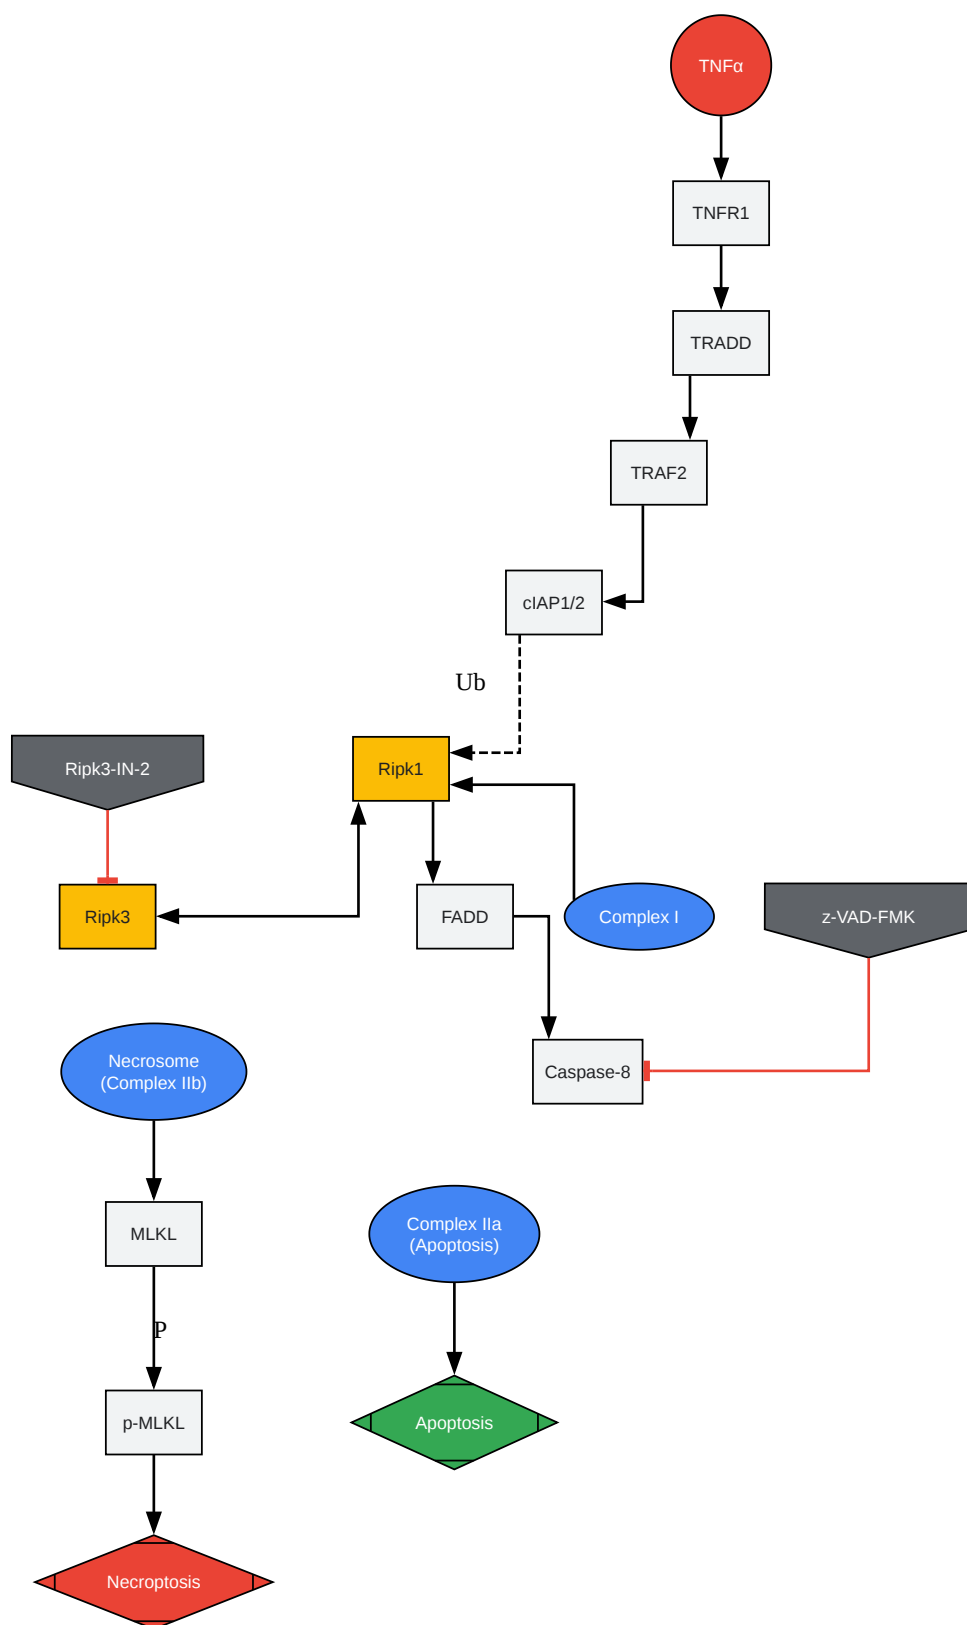 TNFα
TNFR1
TRADD
TRAF2
cIAP1/2
Ub
Ripk3-IN-2
Ripk1
Ripk3
FADD
Complex I
z-VAD-FMK
Necrosome
(Complex IIb)
Caspase-8
MLKL
Complex IIa
(Apoptosis)
P
p-MLKL
Apoptosis
Necroptosis